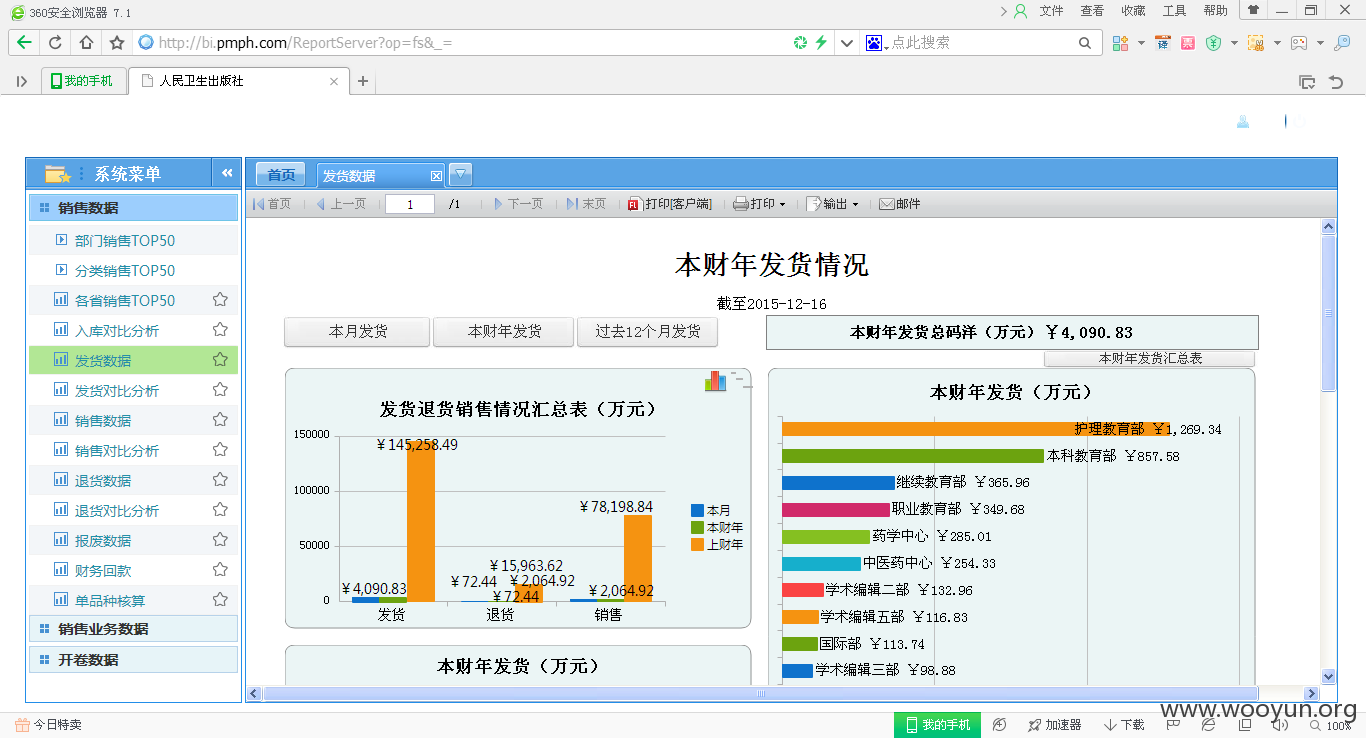 360安全浏览器 7.1
文件 查看 收藏 工具 帮助
http://bi.pmph.com/ReportServer?op=fs&_=
点此搜索
我的手机
人民卫生出版社
系统菜单
首页
发货数据
首页 上一页 1 /1 下一页 末页 打印[客户端] 打印 输出 邮件
销售数据
部门销售TOP50
分类销售TOP50
各省销售TOP50
入库对比分析
发货数据
发货对比分析
销售数据
销售对比分析
退货数据
退货对比分析
报废数据
财务回款
单品种核算
销售业务数据
开卷数据
本财年发货情况
截至2015-12-16
本月发货 本财年发货 过去12个月发货
本财年发货总码洋（万元）￥4,090.83
本财年发货汇总表
发货退货销售情况汇总表（万元）
150000
100000
50000
0
￥145,258.49
￥4,090.83
￥15,963.62
￥72.44
￥2,064.92
￥72.44
￥78,198.84
￥2,064.92
发货 退货 销售
本月
本财年
上财年
本财年发货（万元）
本财年发货（万元）
护理教育部 ￥1,269.34
本科教育部 ￥857.58
继续教育部 ￥365.96
职业教育部 ￥349.68
药学中心 ￥285.01
中医药中心 ￥254.33
学术编辑二部 ￥132.96
学术编辑五部 ￥116.83
国际部 ￥113.74
学术编辑三部 ￥98.88
www.wooyun.org
今日特卖
我的手机
加速器
下载
100%